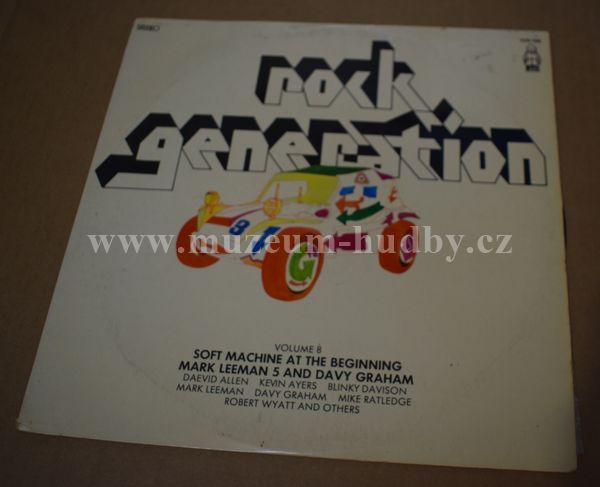 STEREO
rock
generation
8
www.muzeum-hudby.cz
VOLUME 8
SOFT MACHINE AT THE BEGINNING
MARK LEEMAN 5 AND DAVY GRAHAM
DAEVID ALLEN KEVIN AYERS BLINKY DAVISON
MARK LEEMAN DAVY GRAHAM MIKE RATLEDGE
ROBERT WYATT AND OTHERS